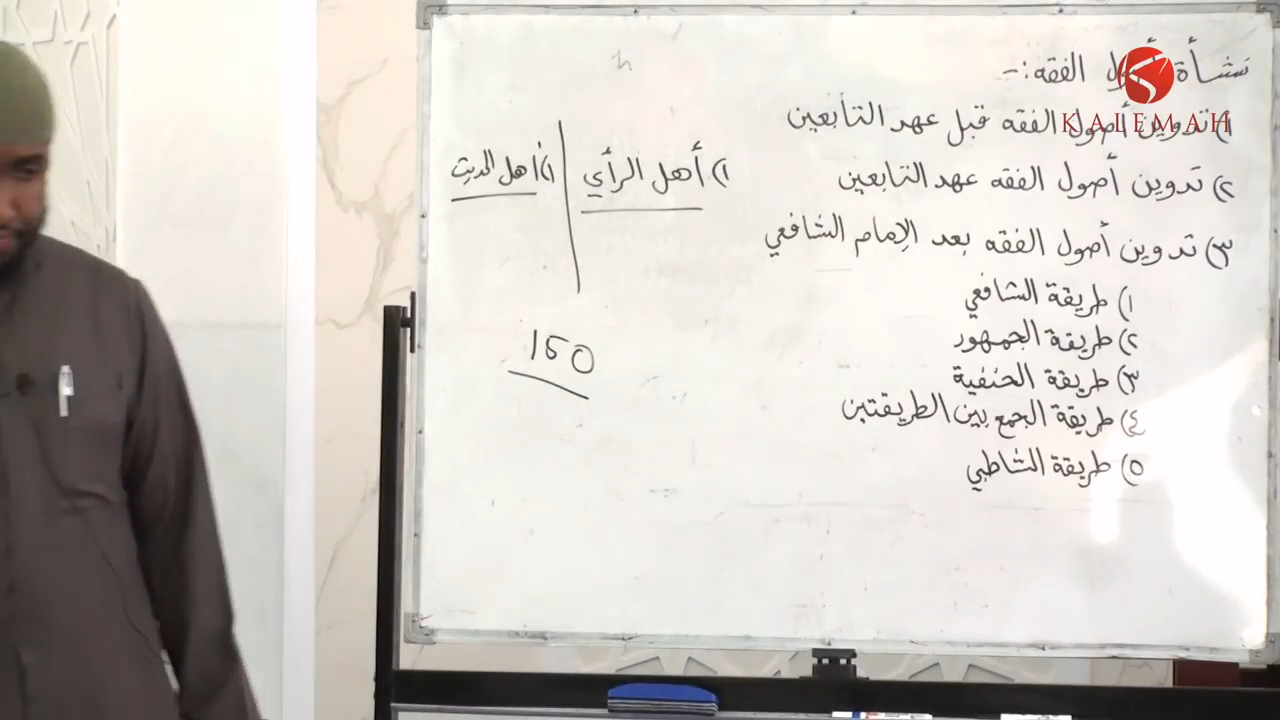 نشأة أصول الفقه :-
١) تدوين أصول الفقه قبل عهد التابعين
٢) تدوين أصول الفقه عهد التابعين
٣) تدوين أصول الفقه بعد الإمام الشافعي
١) طريقة الشافعي
٢) طريقة الجمهور
٣) طريقة الحنفية
٤) طريقة الجمع بين الطريقتين
٥) طريقة الشاطبي
أهل الرأي
١) أهل الحديث
150
KALEMAH